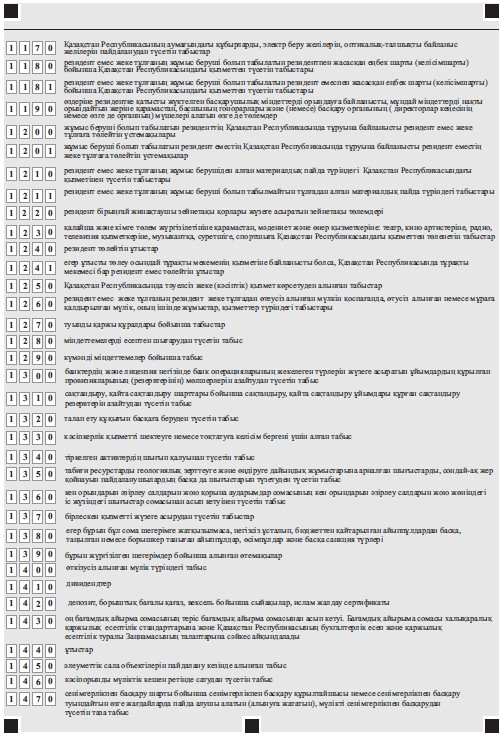 1170 Қазақстан Республикасының аумағындағы құбырларды, электр беру желілерін, оптикалық-талшықты байланыс
желілерін пайдаланудан түсетін табыстар
1180 резидент емес жеке тұлғаның жұмыс беруші болып табылатын резидентпен жасасқан еңбек шарты (келісімшарты)
бойынша Қазақстан Республикасындағы қызметтен түсетін табыстары
1181 резидент емес жеке тұлғаның жұмыс беруші болып табылатын резидент емеспен жасасқан еңбек шарты (келісімшарты)
бойынша Қазақстан Республикасындағы қызметтен түсетін табыстары
1190 өздеріне резидентке қатысты жүктелген басқарушылық міндеттерді орындауға байланысты, мұндай міндеттерді нақты
орындайтын жеріне қарамастан, басшының гонорарлары және (немесе) басқару органының ( директорлар кеңесінің
немесе өзге де органның) мүшелері алатын өзге де төлемдер
1200 жұмыс беруші болып табылатын резиденттің Қазақстан Республикасында тұруына байланысты резидент емес жеке
тұлғаға төлейтін үстемақылары
1201 жұмыс беруші болып табылатын резидент еместің Қазақстан Республикасында тұруына байланысты резидент еместің
жеке тұлғаға төлейтін үстемақылар
1210 резидент емес жеке тұлғаның жұмыс берушіден алған материалдық пайда түріндегі Қазақстан Республикасындағы
қызметінен түсетін табыстары
1211 резидент емес жеке тұлғаның жұмыс беруші болып табылмайтын тұлғадан алған материалдық пайда түріндегі табыстары
1220 резидент бірыңғай жинақтаушы зейнетақы қорлары жүзеге асыратын зейнетақы төлемдері
1230 қалайша және кімге төлем жүргізілетініне қарамастан, мәдениет және өнер қызметкеріне: театр, кино артистеріне, радио,
телевизия қызметкеріне, музыкантқа, суретшіге, спортшыға Қазақстан Республикасындағы қызметтен төленетін табыстар
1240 резидент төлейтін ұтыстар
1241 егер ұтысты төлеу осындай тұрақты мекеменің қызметіне байланысты болса, Қазақстан Республикасында тұрақты
мекемесі бар резидент емес төлейтін ұтыстар
1250 Қазақстан Республикасында тәуелсіз жеке (кәсіптік) қызмет көрсетуден алынған табыстар
1260 резидент емес жеке тұлғаның резидент жеке тұлғадан өтеусіз алынған мүлкін қоспағанда, өтусіз алынған немесе мұраға
қалдырылған мүлік, оның ішінде жұмыстар, қызметтер түріндегі табыстары
1270 туынды қаржы құралдары бойынша табыстар
1280 міндеттемелерді есептен шығарудан түсетін табыс
1290 күмәнді міндеттемелер бойынша табыс
1300 банктердің және лицензия негізінде банк операцияларының жекелеген түрлерін жүзеге асыратын ұйымдардың құрылған
провизияларының (резервтерінің) мөлшерлерін азайтудан түсетін табыс
1310 сақтандыру, қайта сақтандыру шарттары бойынша сақтандыру, қайта сақтандыру ұйымдары құрған сақтандыру
резервтерін азайтудан түсетін табыс
1320 талап ету құқығын басқаға беруден түсетін табыс
1330 кәсіпкерлік қызметті шектеуге немесе тоқтатуға келісім бергені үшін алған табыс
1340 тіркелген активтердің шығып қалуынан түсетін табыс
1350 табиғи ресурстарды геологиялық зерттеуге және өндіруге дайындық жұмыстарына арналған шығыстарды, сондай-ақ жер
қойнауын пайдаланушылардың басқа да шығыстарын түзетуден түсетін табыс
1360 кен орындарын әзірлеу салдарын жою қорына аударымдар сомасының кен орындарын әзірлеу салдарын жою жөніндегі
іс жүзіндегі шығыстар сомасынан асып кетуінен түсетін табыс
1370 бірлескен қызметті жүзеге асырудан түсетін табыстар
1380 егер бұрын бұл сома шегерімге жатқызылмаса, негізсіз ұсталып, бюджеттен қайтарылған айыппұлдардан басқа,
тағылған немесе борышкер таныған айыппұлдар, өсімпұлдар және басқа санкция түрлері
1390 бұрын жүргізілген шегерімдер бойынша алынған өтемақылар
1400 өткізусіз алынған мүлік түріндегі табыс
1410 дивидендтер
1420 депозит, борыштық бағалы қағаз, вексель бойынша сыйақылар, ислам жалдау сертификаты
1430 оң бағамдық айырма сомасының теріс бағамдық айырма сомасынан асып кетуі. Бағамдық айырыма сомасы халықаралық
қаржылық есептілік стандарттарына және Қазақстан Республикасының бухгалтерлік есеп және қаржылық
есептілік туралы Заңнамасының талаптарына сәйкес айқындалады
1440 ұтыстар
1450 әлеуметтік сала объектілерін пайдалану кезінде алынған табыс
1460 кәсіпорынды мүліктік кешен ретінде сатудан түсетін табыс
1470 сенімгерлікпен басқару шарты бойынша сенімгерлікпен басқару құрылтайшысы немесе сенімгерлікпен басқару
туындайтын өзге жағдайларда пайда алушы алатын (алынуға жататын), мүлікті сенімгерлікпен басқарудан
түсетін таза табыс